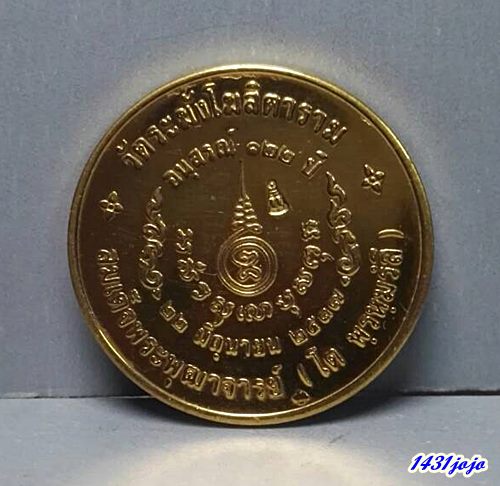 วัดระฆังโฆสิตาราม
อนุสรณ์ ๑๒๒ ปี
๒๒ มิถุนายน ๒๕๓๗
สมเด็จพระพุฒาจารย์ (โต พฺรหฺมรํสี)
1431jojo